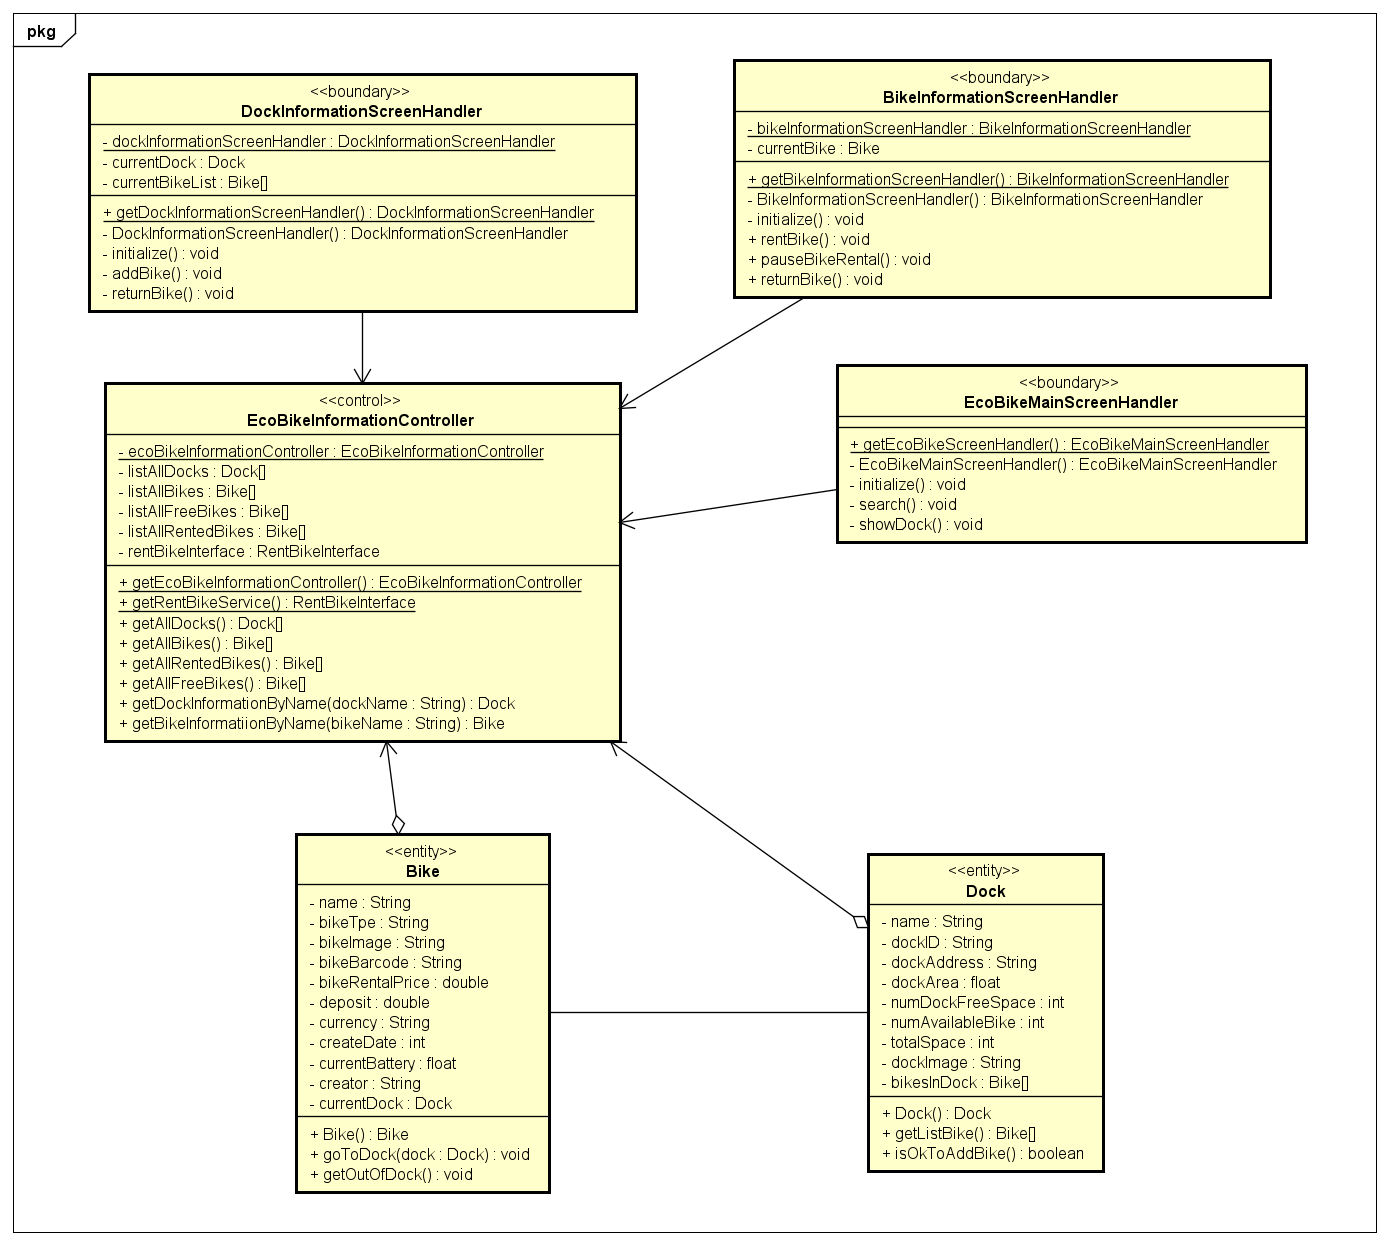 pkg
<<boundary>>
DockInformationScreenHandler
- dockInformationScreenHandler : DockInformationScreenHandler
- currentDock : Dock
- currentBikeList : Bike[]
+ getDockInformationScreenHandler() : DockInformationScreenHandler
- DockInformationScreenHandler() : DockInformationScreenHandler
- initialize() : void
- addBike() : void
- returnBike() : void
<<boundary>>
BikeInformationScreenHandler
- bikeInformationScreenHandler : BikeInformationScreenHandler
- currentBike : Bike
+ getBikeInformationScreenHandler() : BikeInformationScreenHandler
- BikeInformationScreenHandler() : BikeInformationScreenHandler
- initialize() : void
+ rentBike() : void
+ pauseBikeRental() : void
+ returnBike() : void
<<boundary>>
EcoBikeMainScreenHandler
+ getEcoBikeScreenHandler() : EcoBikeMainScreenHandler
- EcoBikeMainScreenHandler() : EcoBikeMainScreenHandler
- initialize() : void
- search() : void
- showDock() : void
<<control>>
EcoBikeInformationController
- ecoBikeInformationController : EcoBikeInformationController
- listAllDocks : Dock[]
- listAllBikes : Bike[]
- listAllFreeBikes : Bike[]
- listAllRentedBikes : Bike[]
- rentBikeInterface : RentBikeInterface
+ getEcoBikeInformationController() : EcoBikeInformationController
+ getRentBikeService() : RentBikeInterface
+ getAllDocks() : Dock[]
+ getAllBikes() : Bike[]
+ getAllRentedBikes() : Bike[]
+ getAllFreeBikes() : Bike[]
+ getDockInformationByName(dockName : String) : Dock
+ getBikeInformatiionByName(bikeName : String) : Bike
<<entity>>
Bike
- name : String
- bikeTpe : String
- bikeImage : String
- bikeBarcode : String
- bikeRentalPrice : double
- deposit : double
- currency : String
- createDate : int
- currentBattery : float
- creator : String
- currentDock : Dock
+ Bike() : Bike
+ goToDock(dock : Dock) : void
+ getOutOfDock() : void
<<entity>>
Dock
- name : String
- dockID : String
- dockAddress : String
- dockArea : float
- numDockFreeSpace : int
- numAvailableBike : int
- totalSpace : int
- dockImage : String
- bikesInDock : Bike[]
+ Dock() : Dock
+ getListBike() : Bike[]
+ isOkToAddBike() : boolean